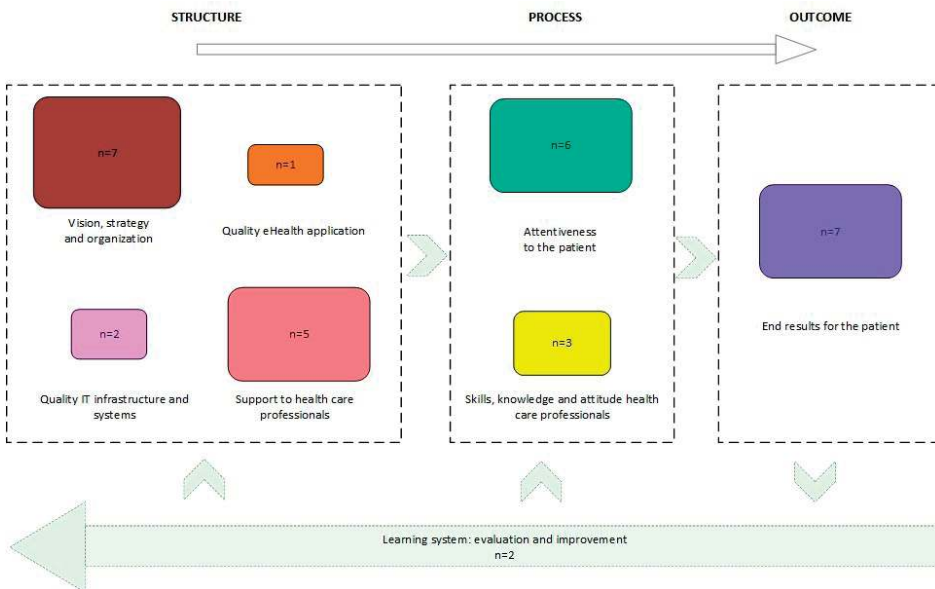 STRUCTURE
PROCESS
OUTCOME
n=7
Vision, strategy
and organization
n=1
Quality eHealth application
n=2
Quality IT infrastructure and
systems
n=5
Support to health care
professionals
n=6
Attentiveness
to the patient
n=3
Skills, knowledge and attitude health
care professionals
n=7
End results for the patient
Learning system: evaluation and improvement
n=2